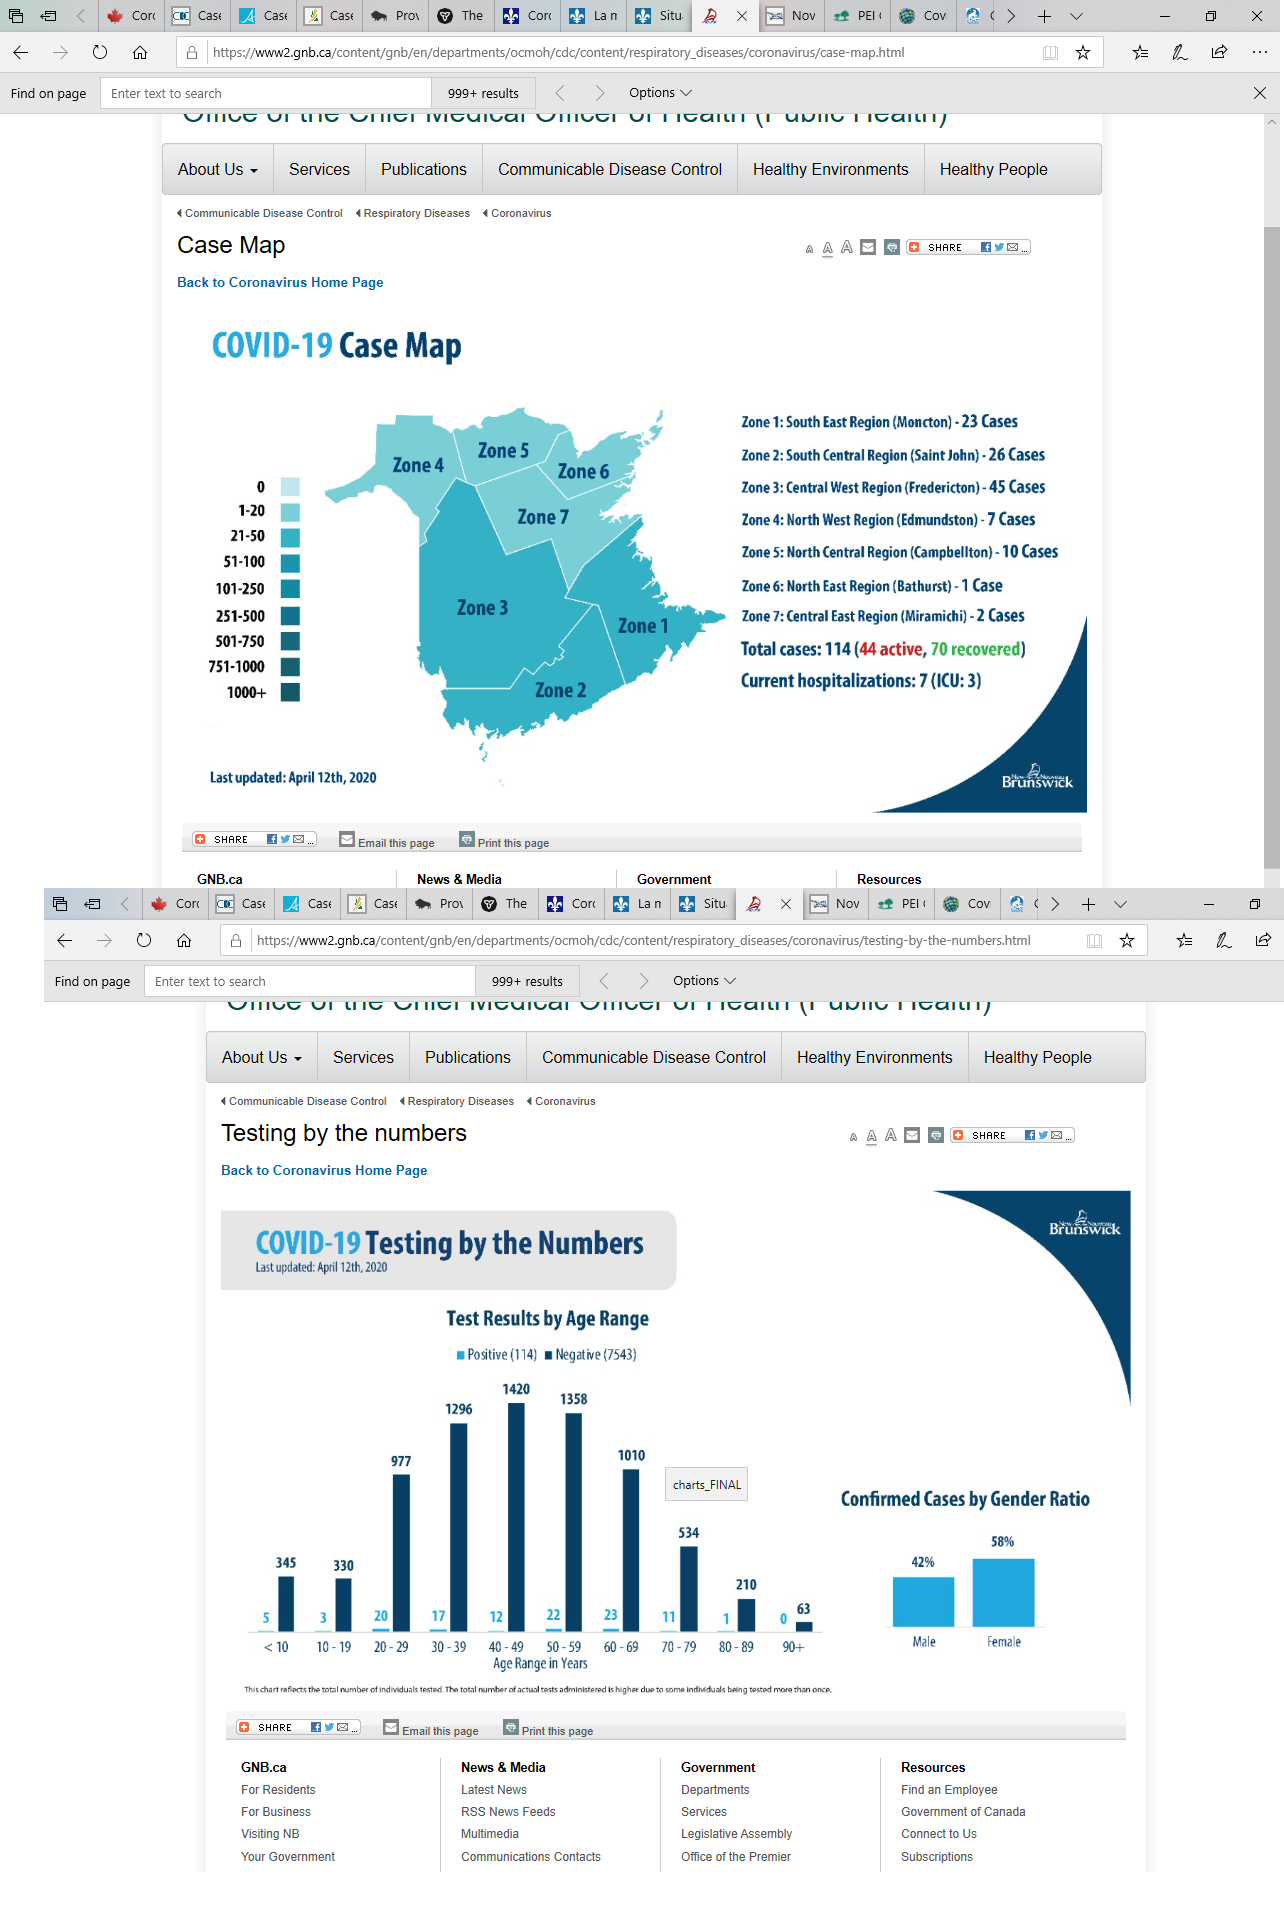 Corc Case Case Case Prov The Corc La m Situ Nov PEI Cov
https://www2.gnb.ca/content/gnb/en/departments/ocmoh/cdc/content/respiratory_diseases/coronavirus/case-map.html
Find on page Enter text to search 999+ results Options
Office of the Chief Medical Officer of Health (Public Health)
About Us Services Publications Communicable Disease Control Healthy Environments Healthy People
Communicable Disease Control Respiratory Diseases Coronavirus
Case Map A A A SHARE ...
Back to Coronavirus Home Page
COVID-19 Case Map
Zone 4
Zone 5
Zone 6
Zone 7
Zone 3
Zone 1
Zone 2
0
1-20
21-50
51-100
101-250
251-500
501-750
751-1000
1000+
Zone 1: South East Region (Moncton) - 23 Cases
Zone 2: South Central Region (Saint John) - 26 Cases
Zone 3: Central West Region (Fredericton) - 45 Cases
Zone 4: North West Region (Edmundston) - 7 Cases
Zone 5: North Central Region (Campbellton) - 10 Cases
Zone 6: North East Region (Bathurst) - 1 Case
Zone 7: Central East Region (Miramichi) - 2 Cases
Total cases: 114 (44 active, 70 recovered)
Current hospitalizations: 7 (ICU: 3)
Last updated: April 12th, 2020
New Nouveau
Brunswick
SHARE ... Email this page Print this page
GNB.ca News & Media Government Resources
Corc Case Case Case Prov The Corc La m Situ Nov PEI Cov
https://www2.gnb.ca/content/gnb/en/departments/ocmoh/cdc/content/respiratory_diseases/coronavirus/testing-by-the-numbers.html
Find on page Enter text to search 999+ results Options
Office of the Chief Medical Officer of Health (Public Health)
About Us Services Publications Communicable Disease Control Healthy Environments Healthy People
Communicable Disease Control Respiratory Diseases Coronavirus
Testing by the numbers A A A SHARE ...
Back to Coronavirus Home Page
New Nouveau
Brunswick
COVID-19 Testing by the Numbers
Last updated: April 12th, 2020
Test Results by Age Range
Positive (114) Negative (7543)
345 330 977 1296 1420 1358 1010 534 210 63
5 3 20 17 12 22 23 11 1 0
< 10 10 - 19 20 - 29 30 - 39 40 - 49 50 - 59 60 - 69 70 - 79 80 - 89 90+
Age Range in Years
charts_FINAL
Confirmed Cases by Gender Ratio
42% 58%
Male Female
This chart reflects the total number of individuals tested. The total number of actual tests administered is higher due to some individuals being tested more than once.
SHARE ... Email this page Print this page
GNB.ca News & Media Government Resources
For Residents Latest News Departments Find an Employee
For Business RSS News Feeds Services Government of Canada
Visiting NB Multimedia Legislative Assembly Connect to Us
Your Government Communications Contacts Office of the Premier Subscriptions